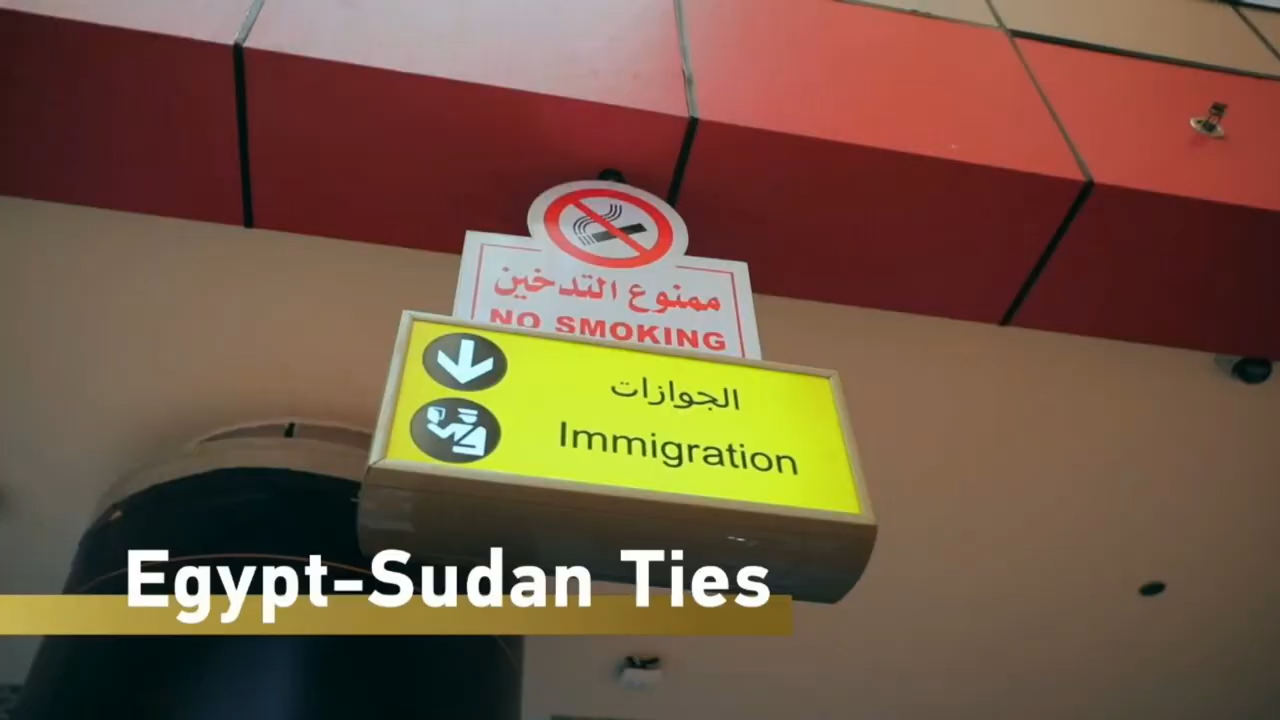 ممنوع التدخين
NO SMOKING
الجوازات
Immigration
Egypt-Sudan Ties